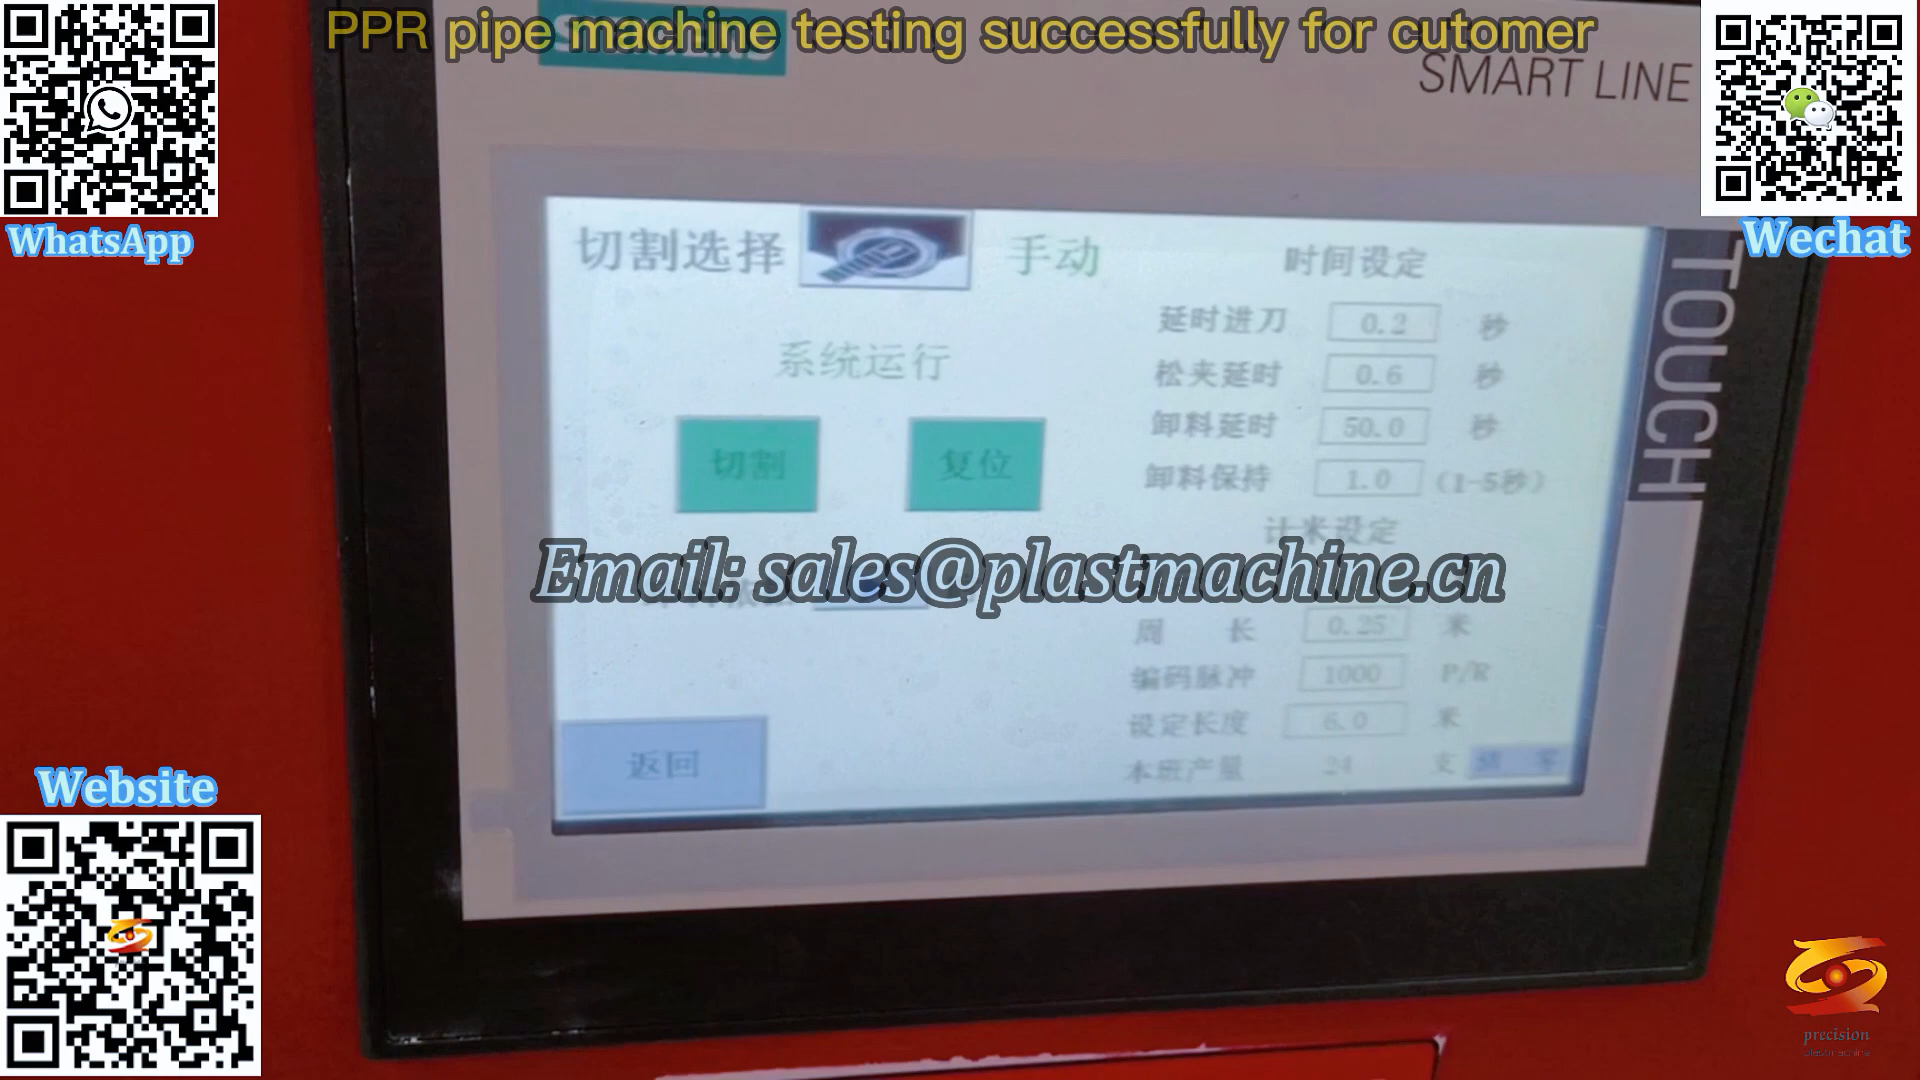 PPR pipe machine testing successfully for cutomer
SIEMENS
SMART LINE
WhatsApp
Wechat
TOUCH
切割选择
手动
时间设定
系统运行
延时进刀 0.2 秒
松夹延时 0.6 秒
卸料延时 50.0 秒
卸料保持 1.0 (1-5秒)
切割
复位
计米设定
Email: sales@plastmachine.cn
周 长 0.25 米
编码脉冲 1000 P/R
设定长度 6.0 米
本班产量 24 支 清 零
返回
Website
precision
plastmachine